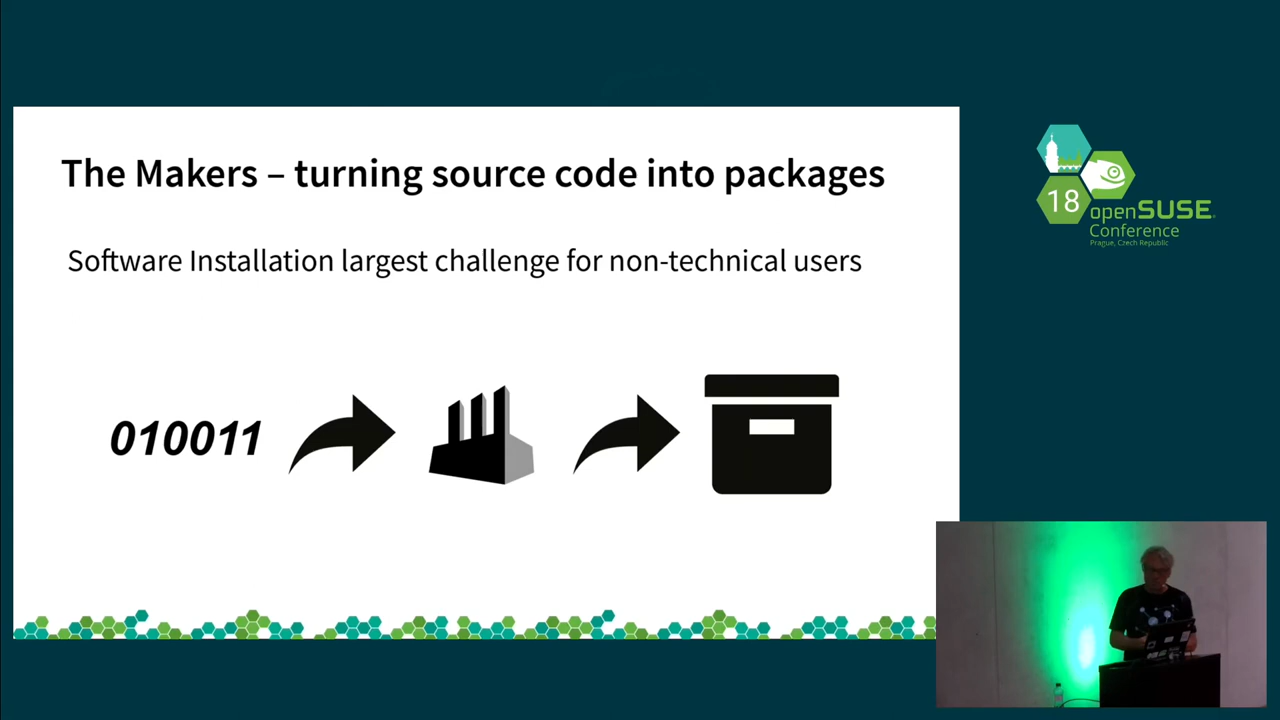 The Makers – turning source code into packages
Software Installation largest challenge for non-technical users
010011
18
openSUSE
Conference
Prague, Czech Republic